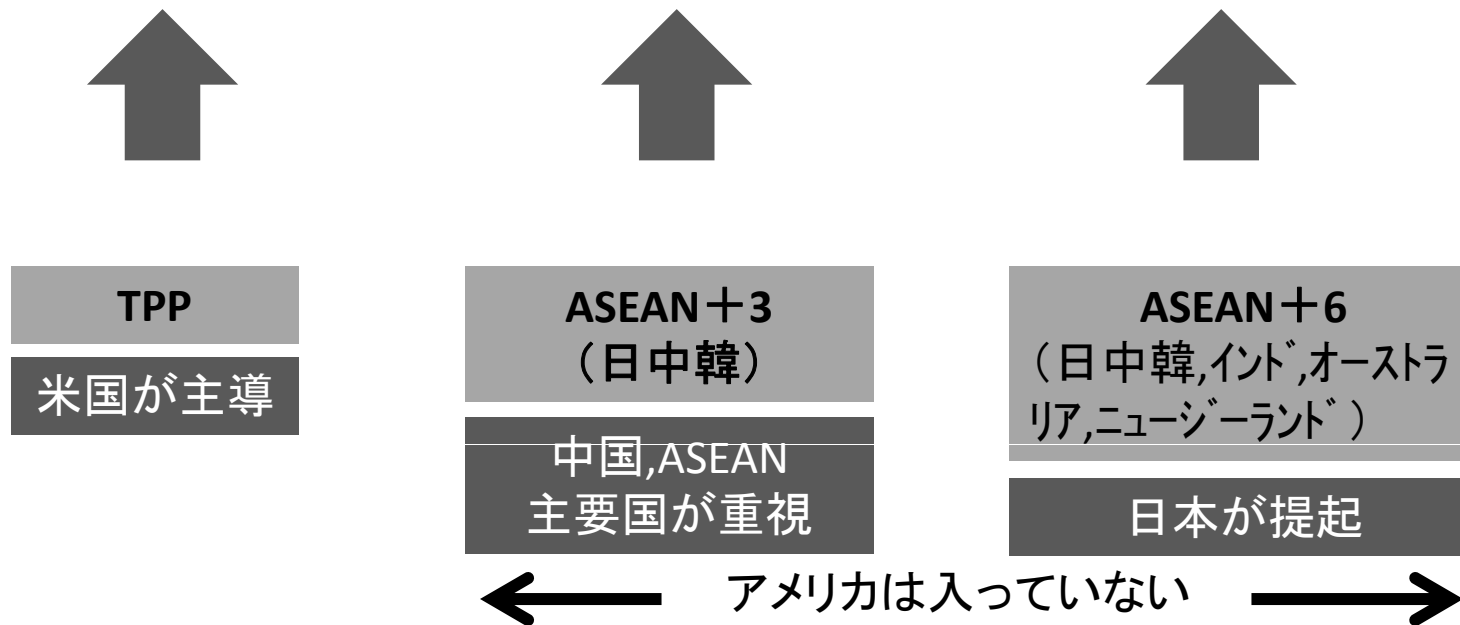 TPP
米国が主導
ASEAN＋3
（日中韓）
中国,ASEAN
主要国が重視
ASEAN＋6
（日中韓,ｲﾝﾄﾞ,ｵｰｽﾄﾗ
ﾘｱ,ﾆｭｰｼﾞｰﾗﾝﾄﾞ）
日本が提起
アメリカは入っていない